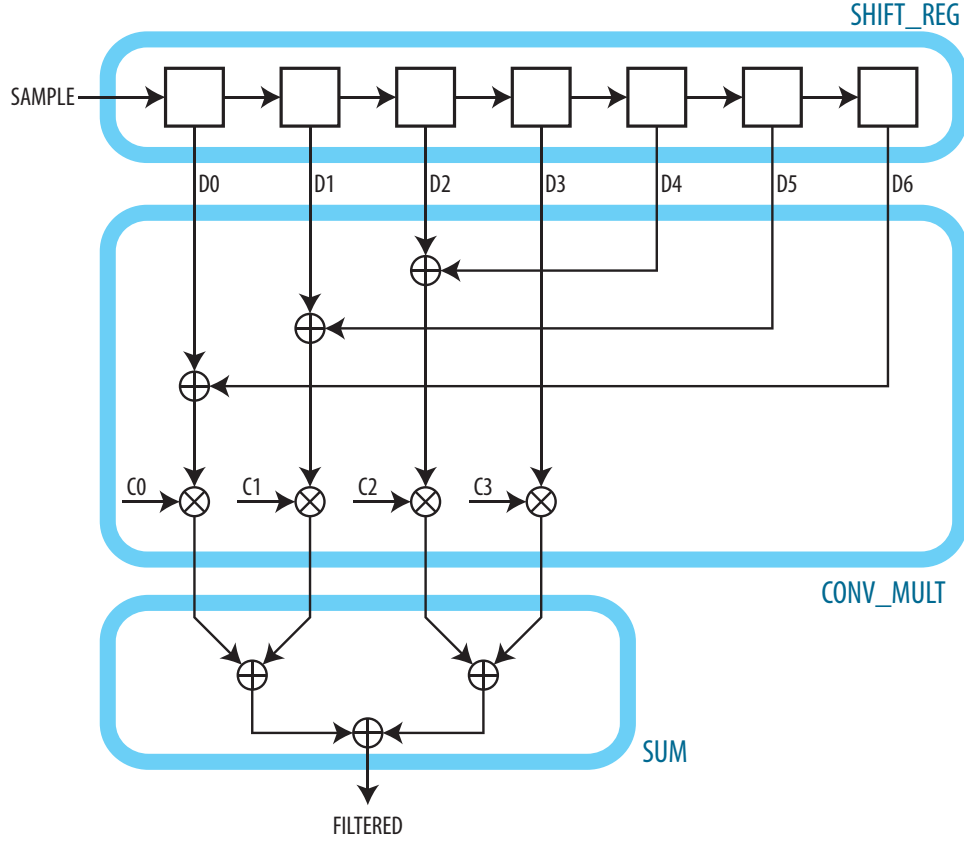 SHIFT_REG
SAMPLE
D0 D1 D2 D3 D4 D5 D6
C0 C1 C2 C3
CONV_MULT
SUM
FILTERED